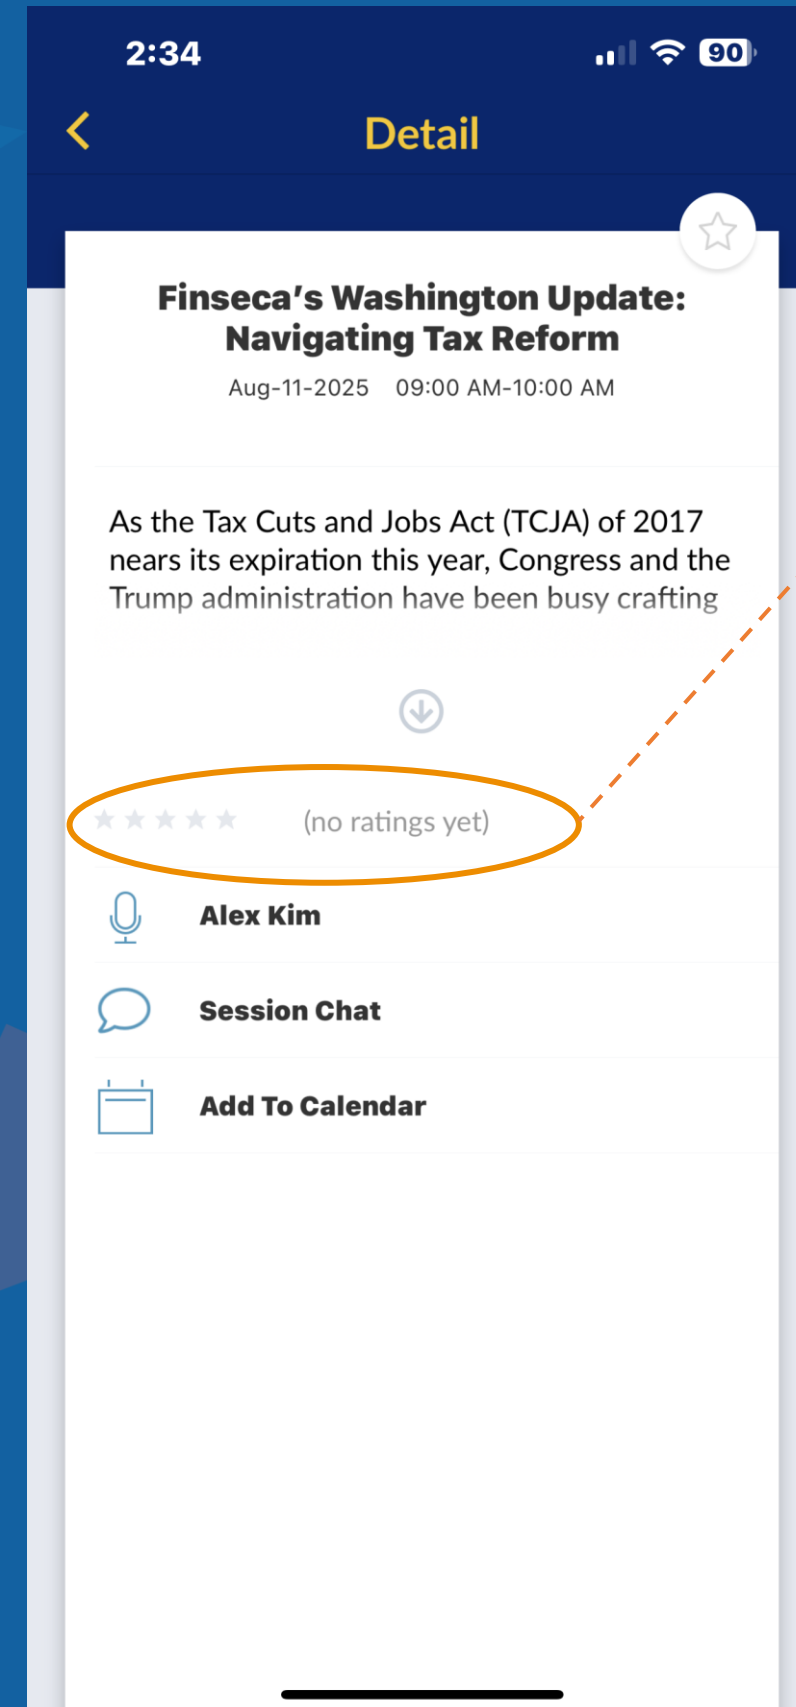 2:34
90
Detail
Finseca’s Washington Update:
Navigating Tax Reform
Aug-11-2025 09:00 AM-10:00 AM
As the Tax Cuts and Jobs Act (TCJA) of 2017
nears its expiration this year, Congress and the
Trump administration have been busy crafting
(no ratings yet)
Alex Kim
Session Chat
Add To Calendar